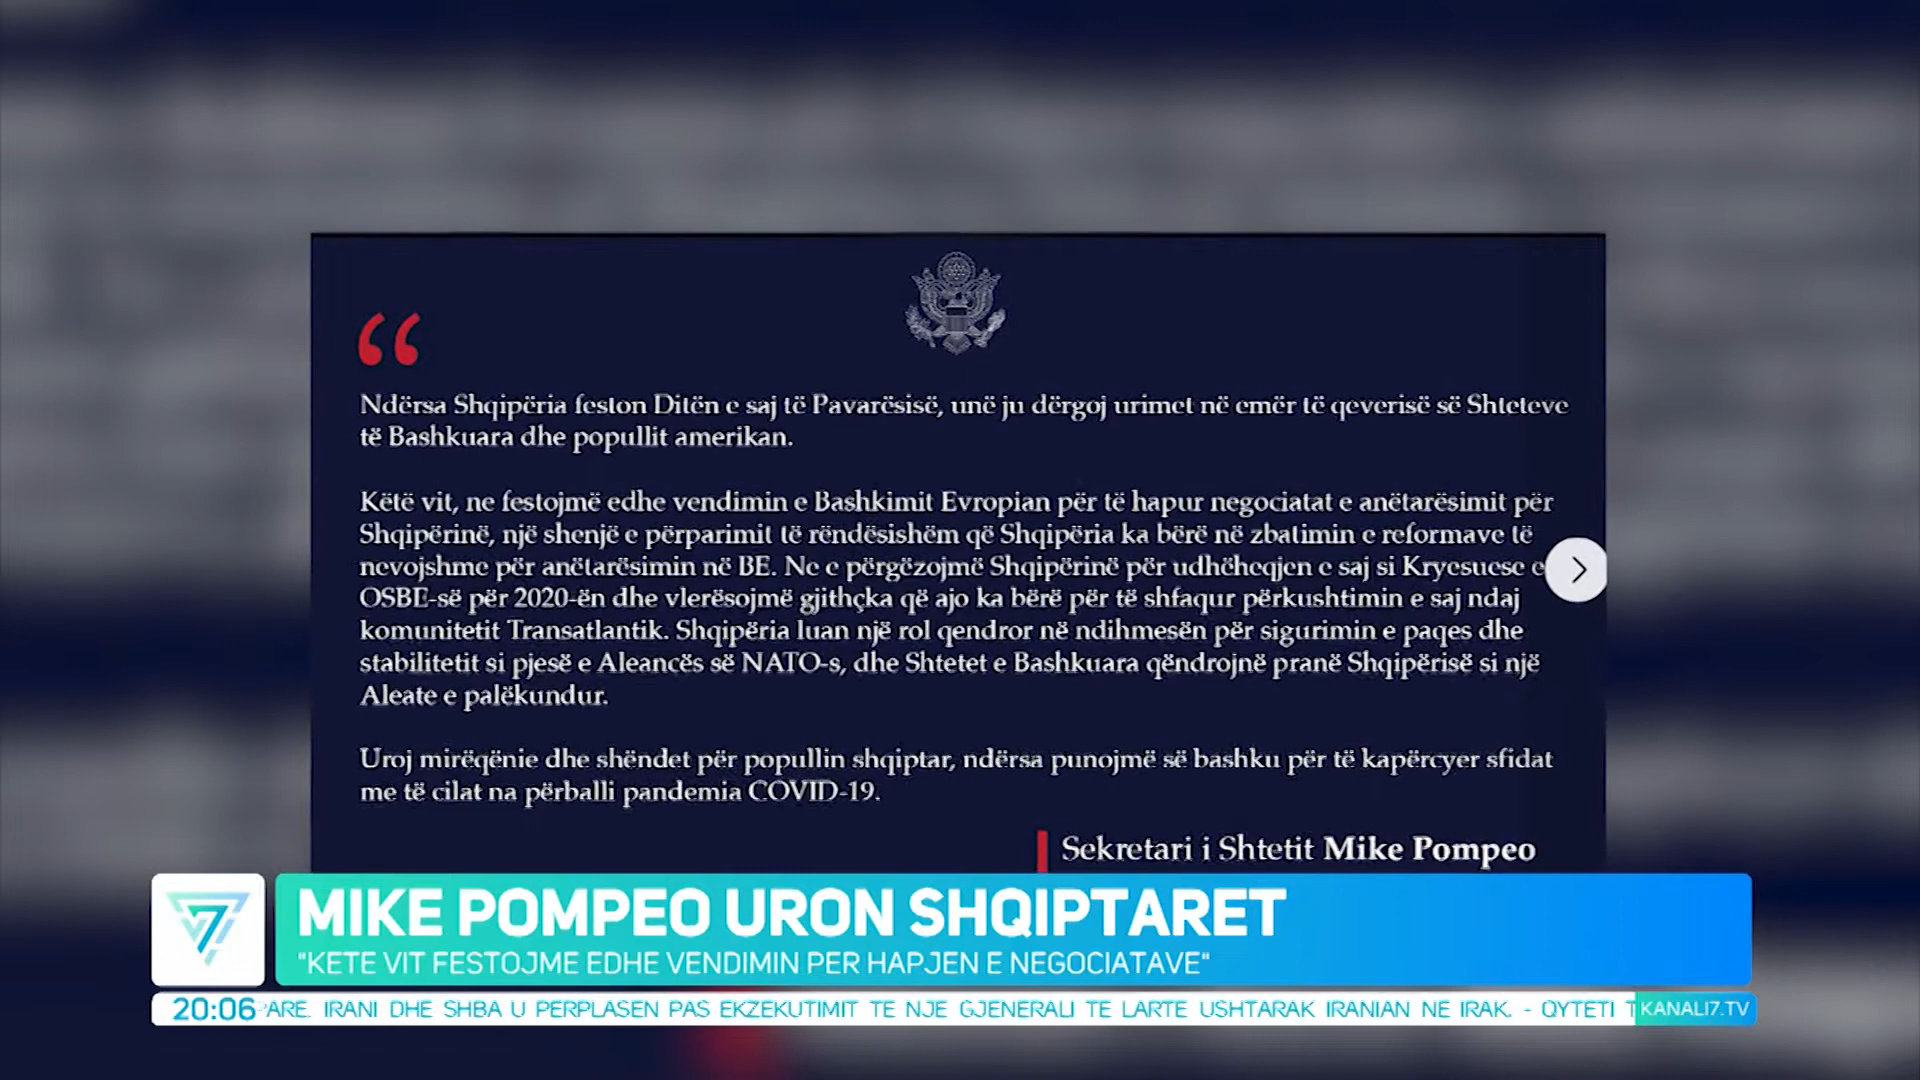 “
Ndërsa Shqipëria feston Ditën e saj të Pavarësisë, unë ju dërgoj urimet në emër të qeverisë së Shteteve
të Bashkuara dhe popullit amerikan.
Këtë vit, ne festojmë edhe vendimin e Bashkimit Evropian për të hapur negociatat e anëtarësimit për
Shqipërinë, një shenjë e përparimit të rëndësishëm që Shqipëria ka bërë në zbatimin e reformave të
nevojshme për anëtarësimin në BE. Ne e përgëzojmë Shqipërinë për udhëheqjen e saj si Kryesuese e
OSBE-së për 2020-ën dhe vlerësojmë gjithçka që ajo ka bërë për të shfaqur përkushtimin e saj ndaj
komunitetit Transatlantik. Shqipëria luan një rol qendror në ndihmesën për sigurimin e paqes dhe
stabilitetit si pjesë e Aleancës së NATO-s, dhe Shtetet e Bashkuara qëndrojnë pranë Shqipërisë si një
Aleate e palëkundur.
Uroj mirëqënie dhe shëndet për popullin shqiptar, ndërsa punojmë së bashku për të kapërcyer sfidat
me të cilat na përballi pandemia COVID-19.
Sekretari i Shtetit Mike Pompeo
MIKE POMPEO URON SHQIPTARET
"KETE VIT FESTOJME EDHE VENDIMIN PER HAPJEN E NEGOCIATAVE"
20:06 PARE. IRANI DHE SHBA U PERPLASEN PAS EKZEKUTIMIT TE NJE GJENERALI TE LARTE USHTARAK IRANIAN NE IRAK. - QYTETI T KANALI7.TV